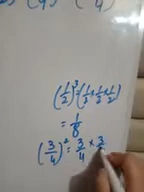 (1/2)³ = (1/2 × 1/2 × 1/2)
= 1/8
(3/4)² = 3/4 × 3